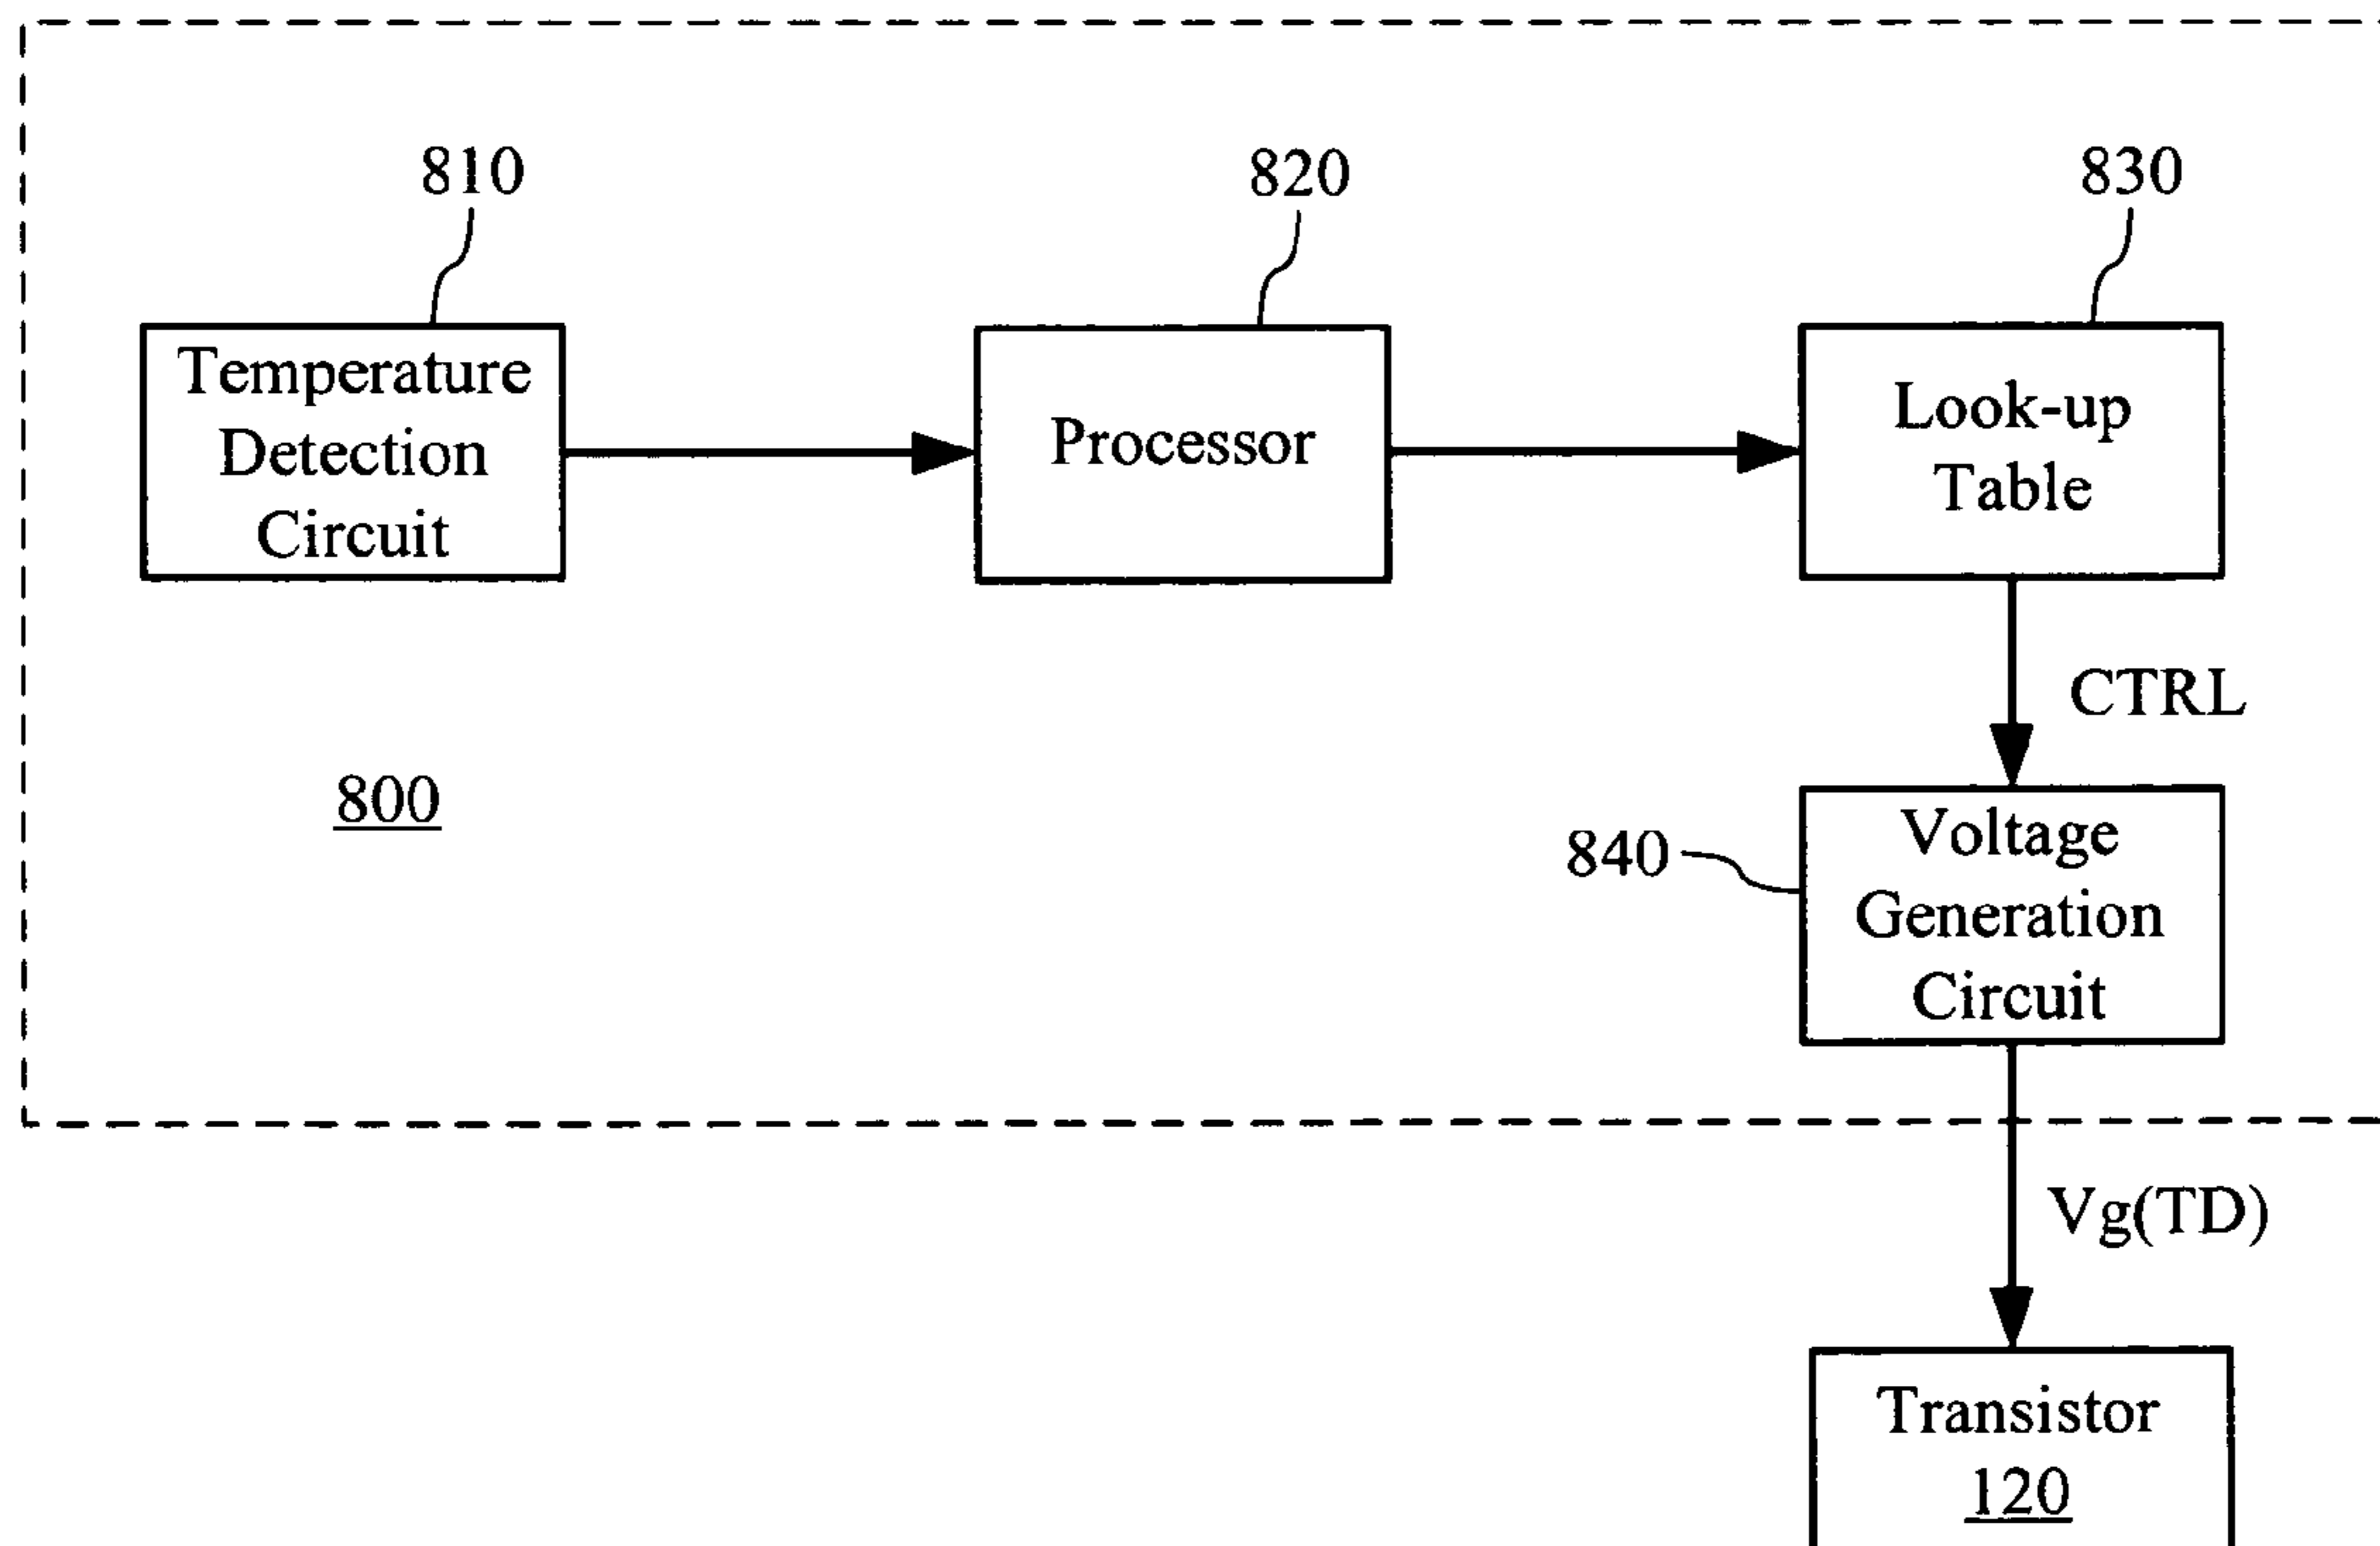 810
820
830
Temperature
Detection
Circuit
Processor
Look-up
Table
CTRL
800
840
Voltage
Generation
Circuit
Vg(TD)
Transistor
120